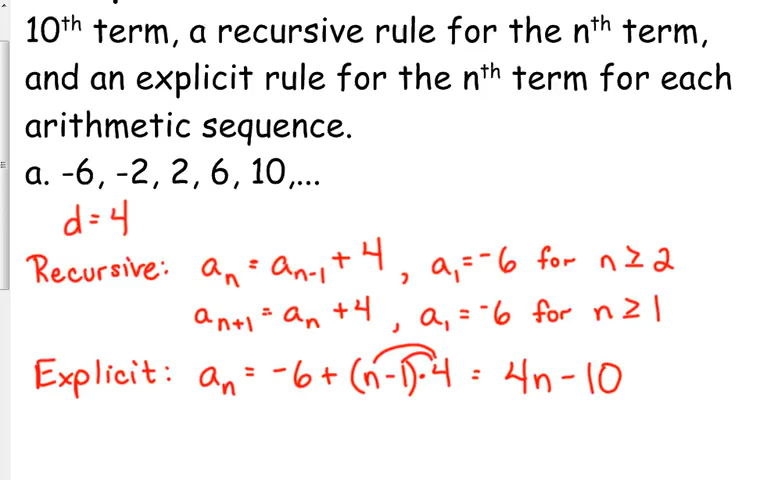 10ᵗʰ term, a recursive rule for the nᵗʰ term,
and an explicit rule for the nᵗʰ term for each
arithmetic sequence.
a. -6, -2, 2, 6, 10,...
d = 4
Recursive: aₙ = aₙ₋₁ + 4 , a₁ = -6 for n ≥ 2
aₙ₊₁ = aₙ + 4 , a₁ = -6 for n ≥ 1
Explicit: aₙ = -6 + (n-1)·4 = 4n - 10